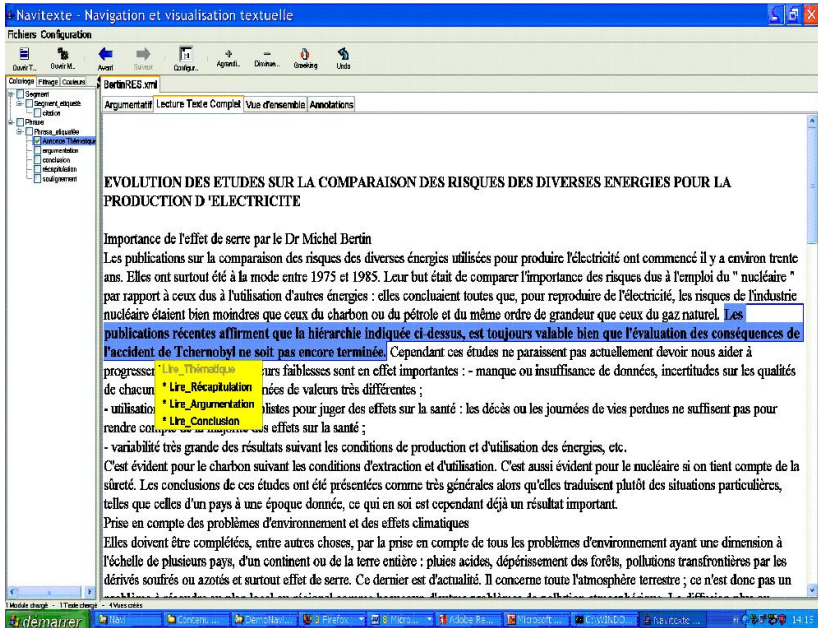 Navitexte - Navigation et visualisation textuelle
Fichiers Configuration
Ouvrir T... Ouvrir M... Avant Suivant Configur... Agrandi... Diminue... Greeking Undo
Coloriage Filtrage Couleurs
BertinRES.xml
Argumentatif Lecture Texte Complet Vue d'ensemble Annotations
Segment
Segment_etiqueté
citation
Phrase
Phrase_etiquetée
Annonce Thématique
argumentation
conclusion
récapitulation
soulignement
EVOLUTION DES ETUDES SUR LA COMPARAISON DES RISQUES DES DIVERSES ENERGIES POUR LA
PRODUCTION D 'ELECTRICITE
Importance de l'effet de serre par le Dr Michel Bertin
Les publications sur la comparaison des risques des diverses énergies utilisées pour produire l'électricité ont commencé il y a environ trente
ans. Elles ont surtout été à la mode entre 1975 et 1985. Leur but était de comparer l'importance des risques dus à l'emploi du " nucléaire "
par rapport à ceux dus à l'utilisation d'autres énergies : elles concluaient toutes que, pour reproduire de l'électricité, les risques de l'industrie
nucléaire étaient bien moindres que ceux du charbon ou du pétrole et du même ordre de grandeur que ceux du gaz naturel. Les
publications récentes affirment que la hiérarchie indiquée ci-dessus, est toujours valable bien que l'évaluation des conséquences de
l'accident de Tchernobyl ne soit pas encore terminée. Cependant ces études ne paraissent pas actuellement devoir nous aider à
progresser urs faiblesses sont en effet importantes : - manque ou insuffisance de données, incertitudes sur les qualités
de chacun nées de valeurs très différentes ;
- utilisation plistes pour juger des effets sur la santé : les décès ou les journées de vies perdues ne suffisent pas pour
rendre compte de la majorité des effets sur la santé ;
* Lire_Thématique
* Lire_Récapitulation
* Lire_Argumentation
* Lire_Conclusion
- variabilité très grande des résultats suivant les conditions de production et d'utilisation des énergies, etc.
C'est évident pour le charbon suivant les conditions d'extraction et d'utilisation. C'est aussi évident pour le nucléaire si on tient compte de la
sûreté. Les conclusions de ces études ont été présentées comme très générales alors qu'elles traduisent plutôt des situations particulières,
telles que celles d'un pays à une époque donnée, ce qui en soi est cependant déjà un résultat important.
Prise en compte des problèmes d'environnement et des effets climatiques
Elles doivent être complétées, entre autres choses, par la prise en compte de tous les problèmes d'environnement ayant une dimension à
l'échelle de plusieurs pays, d'un continent ou de la terre entière : pluies acides, dépérissement des forêts, pollutions transfrontières par les
dérivés soufrés ou azotés et surtout effet de serre. Ce dernier est d'actualité. Il concerne toute l'atmosphère terrestre ; ce n'est donc pas un
1 Module chargé - 1 Texte chargé - 4 Vues créés
démarrer Navi Contenu ... DemoNavi... 3 Firefox 8 Micros... Adobe Re... Microsoft ... C:\WINDO... Navitexte ... 14:15